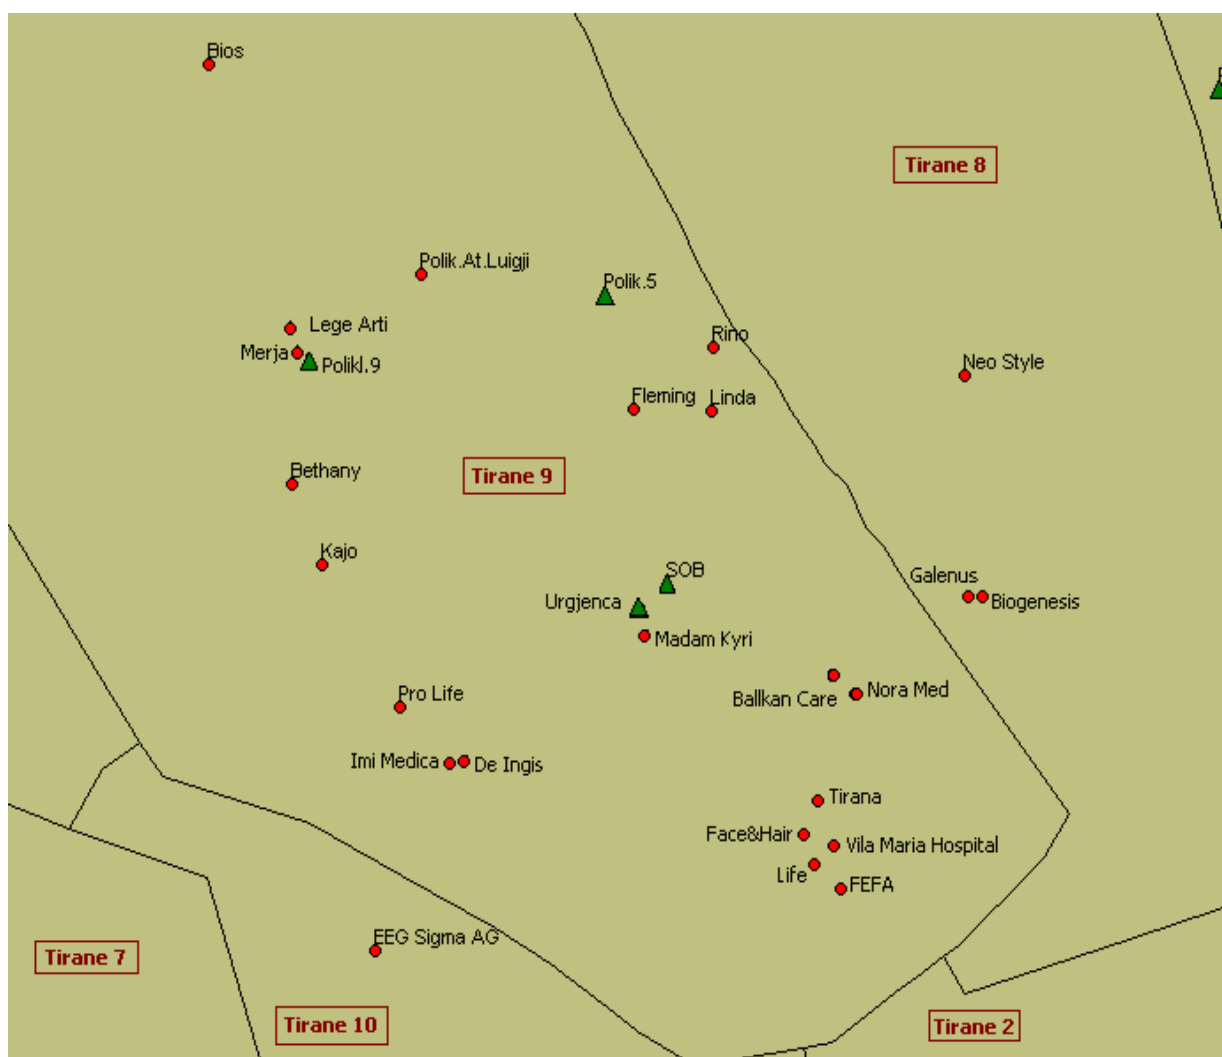 Bios
Tirane 8
Polik.At.Luigji
Polik.5
Lege Arti
Rino
Merja
Polikl.9
Neo Style
Fleming
Linda
Bethany
Tirane 9
Kajo
SOB
Galenus
Urgjenca
Biogenesis
Madam Kyri
Pro Life
Ballkan Care
Nora Med
Imi Medica
De Ingis
Tirana
Face&Hair
Vila Maria Hospital
Life
FEFA
EEG Sigma AG
Tirane 7
Tirane 10
Tirane 2